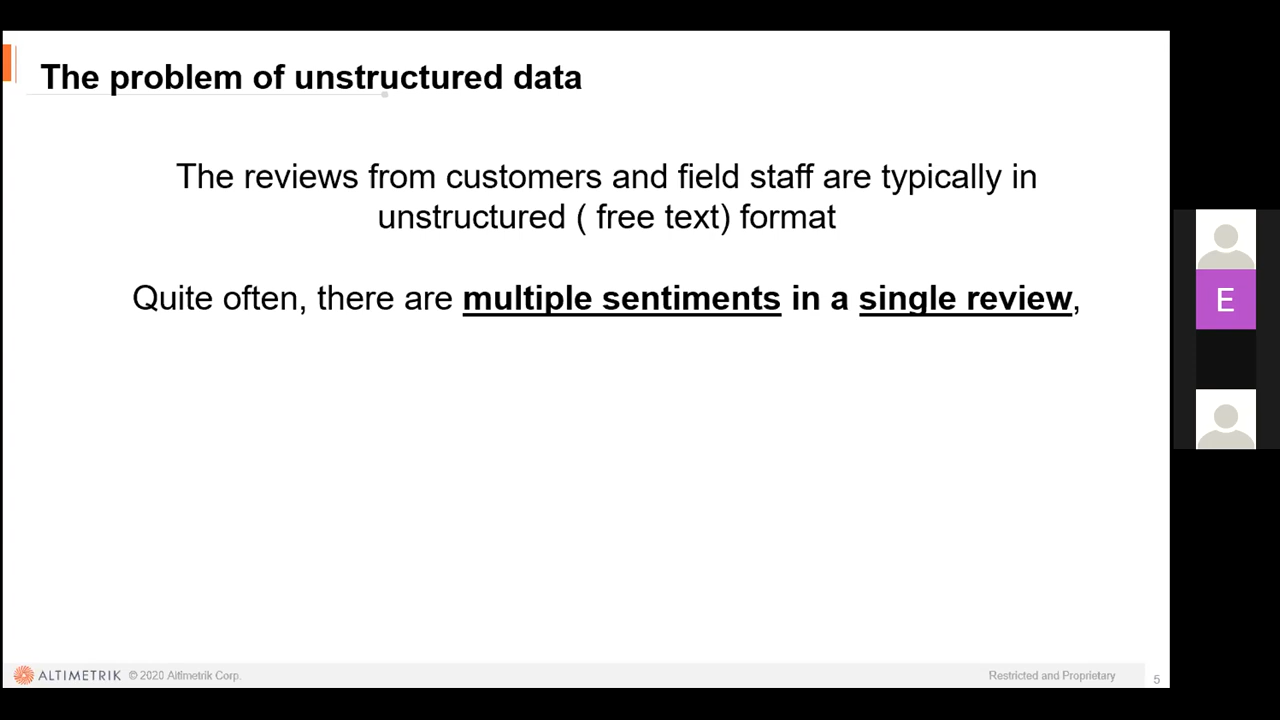 The problem of unstructured data
The reviews from customers and field staff are typically in
unstructured ( free text) format
Quite often, there are multiple sentiments in a single review,
E
ALTIMETRIK © 2020 Altimetrik Corp.
Restricted and Proprietary
5